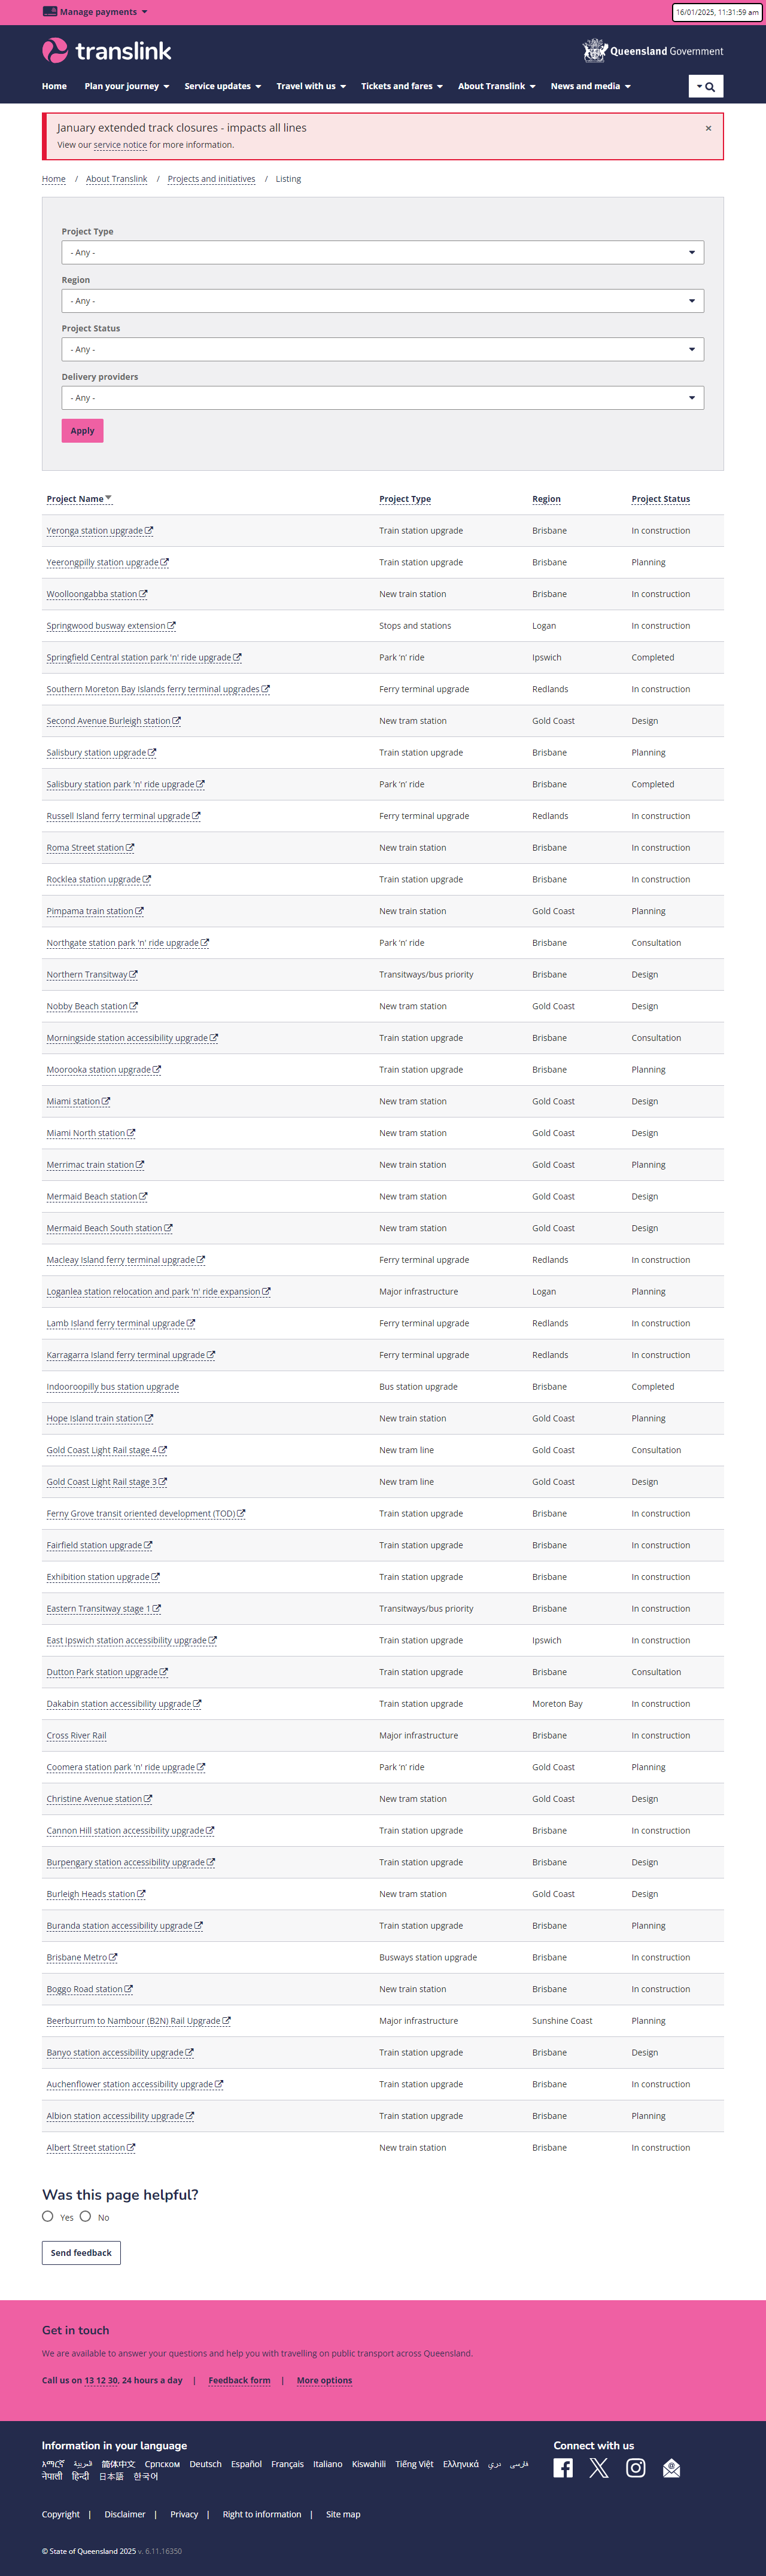 Manage payments
16/01/2025, 11:31:59 am
translink
Queensland Government
Home Plan your journey Service updates Travel with us Tickets and fares About Translink News and media
January extended track closures - impacts all lines ×
View our service notice for more information.
Home / About Translink / Projects and initiatives / Listing
Project Type
- Any -
Region
- Any -
Project Status
- Any -
Delivery providers
- Any -
Apply
Project Name Project Type Region Project Status
Yeronga station upgrade Train station upgrade Brisbane In construction
Yeerongpilly station upgrade Train station upgrade Brisbane Planning
Woolloongabba station New train station Brisbane In construction
Springwood busway extension Stops and stations Logan In construction
Springfield Central station park 'n' ride upgrade Park 'n' ride Ipswich Completed
Southern Moreton Bay Islands ferry terminal upgrades Ferry terminal upgrade Redlands In construction
Second Avenue Burleigh station New tram station Gold Coast Design
Salisbury station upgrade Train station upgrade Brisbane Planning
Salisbury station park 'n' ride upgrade Park 'n' ride Brisbane Completed
Russell Island ferry terminal upgrade Ferry terminal upgrade Redlands In construction
Roma Street station New train station Brisbane In construction
Rocklea station upgrade Train station upgrade Brisbane In construction
Pimpama train station New train station Gold Coast Planning
Northgate station park 'n' ride upgrade Park 'n' ride Brisbane Consultation
Northern Transitway Transitways/bus priority Brisbane Design
Nobby Beach station New tram station Gold Coast Design
Morningside station accessibility upgrade Train station upgrade Brisbane Consultation
Moorooka station upgrade Train station upgrade Brisbane Planning
Miami station New tram station Gold Coast Design
Miami North station New tram station Gold Coast Design
Merrimac train station New train station Gold Coast Planning
Mermaid Beach station New tram station Gold Coast Design
Mermaid Beach South station New tram station Gold Coast Design
Macleay Island ferry terminal upgrade Ferry terminal upgrade Redlands In construction
Loganlea station relocation and park 'n' ride expansion Major infrastructure Logan Planning
Lamb Island ferry terminal upgrade Ferry terminal upgrade Redlands In construction
Karragarra Island ferry terminal upgrade Ferry terminal upgrade Redlands In construction
Indooroopilly bus station upgrade Bus station upgrade Brisbane Completed
Hope Island train station New train station Gold Coast Planning
Gold Coast Light Rail stage 4 New tram line Gold Coast Consultation
Gold Coast Light Rail stage 3 New tram line Gold Coast Design
Ferny Grove transit oriented development (TOD) Train station upgrade Brisbane In construction
Fairfield station upgrade Train station upgrade Brisbane In construction
Exhibition station upgrade Train station upgrade Brisbane In construction
Eastern Transitway stage 1 Transitways/bus priority Brisbane In construction
East Ipswich station accessibility upgrade Train station upgrade Ipswich In construction
Dutton Park station upgrade Train station upgrade Brisbane Consultation
Dakabin station accessibility upgrade Train station upgrade Moreton Bay In construction
Cross River Rail Major infrastructure Brisbane In construction
Coomera station park 'n' ride upgrade Park 'n' ride Gold Coast Planning
Christine Avenue station New tram station Gold Coast Design
Cannon Hill station accessibility upgrade Train station upgrade Brisbane In construction
Burpengary station accessibility upgrade Train station upgrade Brisbane Design
Burleigh Heads station New tram station Gold Coast Design
Buranda station accessibility upgrade Train station upgrade Brisbane Planning
Brisbane Metro Busways station upgrade Brisbane In construction
Boggo Road station New train station Brisbane In construction
Beerburrum to Nambour (B2N) Rail Upgrade Major infrastructure Sunshine Coast Planning
Banyo station accessibility upgrade Train station upgrade Brisbane Design
Auchenflower station accessibility upgrade Train station upgrade Brisbane In construction
Albion station accessibility upgrade Train station upgrade Brisbane Planning
Albert Street station New train station Brisbane In construction
Was this page helpful?
Yes No
Send feedback
Get in touch
We are available to answer your questions and help you with travelling on public transport across Queensland.
Call us on 13 12 30, 24 hours a day | Feedback form | More options
Information in your language
Connect with us
አማርኛ العربية 简体中文 Српском Deutsch Español Français Italiano Kiswahili Tiếng Việt Ελληνικά دری فارسی
नेपाली हिन्दी 日本語 한국어
Copyright | Disclaimer | Privacy | Right to information | Site map
© State of Queensland 2025 v. 6.11.16350